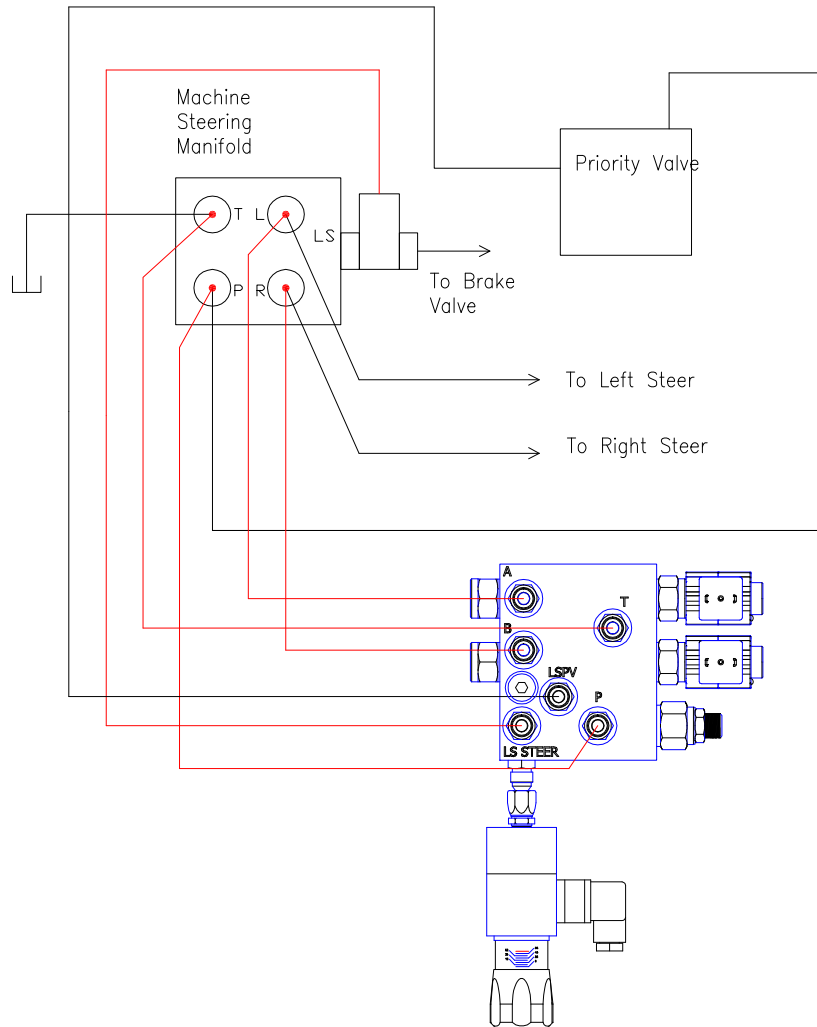 Machine
Steering
Manifold
Priority Valve
T L
LS
P R
To Brake
Valve
To Left Steer
To Right Steer
A
T
B
LSPV
P
LS STEER